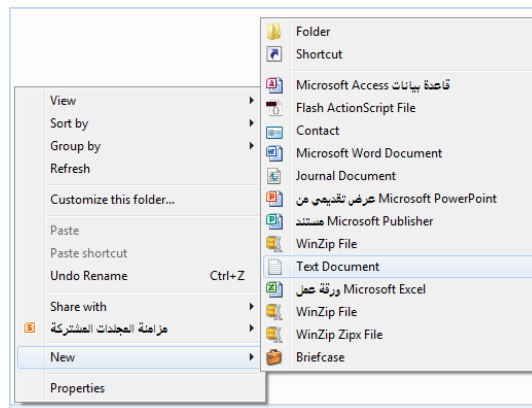 View
Sort by
Group by
Refresh
Customize this folder...
Paste
Paste shortcut
Undo Rename Ctrl+Z
Share with
مزامنة المجلدات المشتركة
New
Properties
Folder
Shortcut
قاعدة بيانات Microsoft Access
Flash ActionScript File
Contact
Microsoft Word Document
Journal Document
عرض تقديمي من Microsoft PowerPoint
مستند Microsoft Publisher
WinZip File
Text Document
ورقة عمل Microsoft Excel
WinZip File
WinZip Zipx File
Briefcase